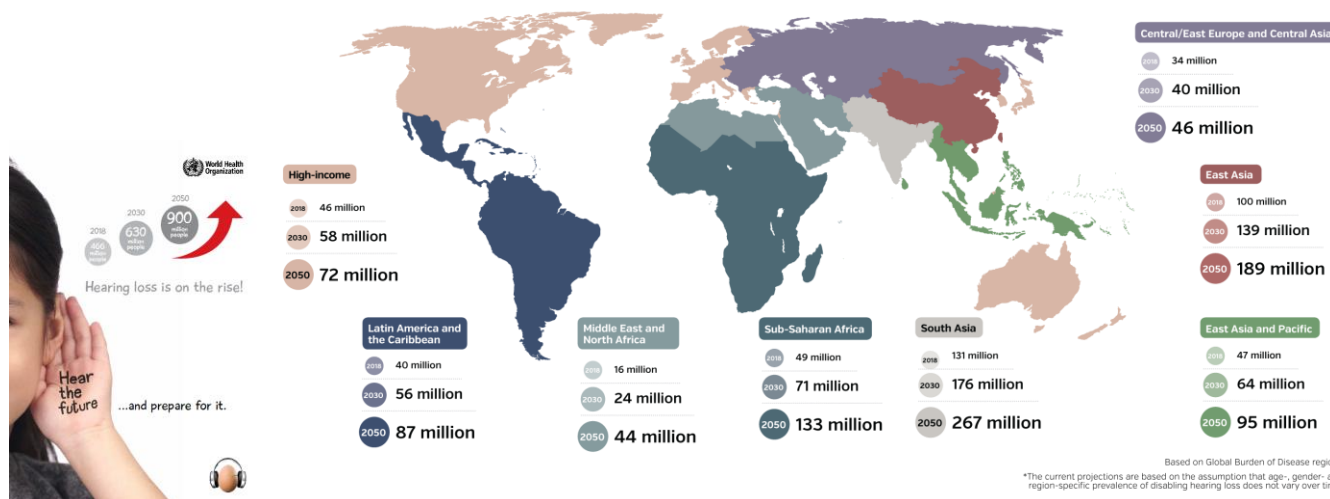 World Health
Organization
2050
900
million
people
2030
630
million
people
2018
466
million
people
Hearing loss is on the rise!
Hear
the
future
...and prepare for it.
High-income
2018 46 million
2030 58 million
2050 72 million
Latin America and
the Caribbean
2018 40 million
2030 56 million
2050 87 million
Middle East and
North Africa
2018 16 million
2030 24 million
2050 44 million
Sub-Saharan Africa
2018 49 million
2030 71 million
2050 133 million
South Asia
2018 131 million
2030 176 million
2050 267 million
Central/East Europe and Central Asia
2018 34 million
2030 40 million
2050 46 million
East Asia
2018 100 million
2030 139 million
2050 189 million
East Asia and Pacific
2018 47 million
2030 64 million
2050 95 million
Based on Global Burden of Disease regio
*The current projections are based on the assumption that age-, gender- a
region-specific prevalence of disabling hearing loss does not vary over tim